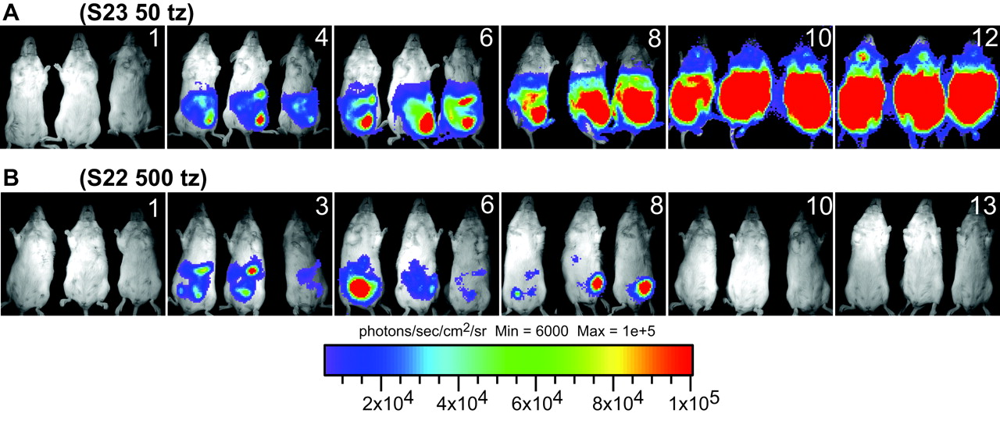 A (S23 50 tz)
1 4 6 8 10 12
B (S22 500 tz)
1 3 6 8 10 13
photons/sec/cm2/sr Min = 6000 Max = 1e+5
2x10⁴ 4x10⁴ 6x10⁴ 8x10⁴ 1x10⁵